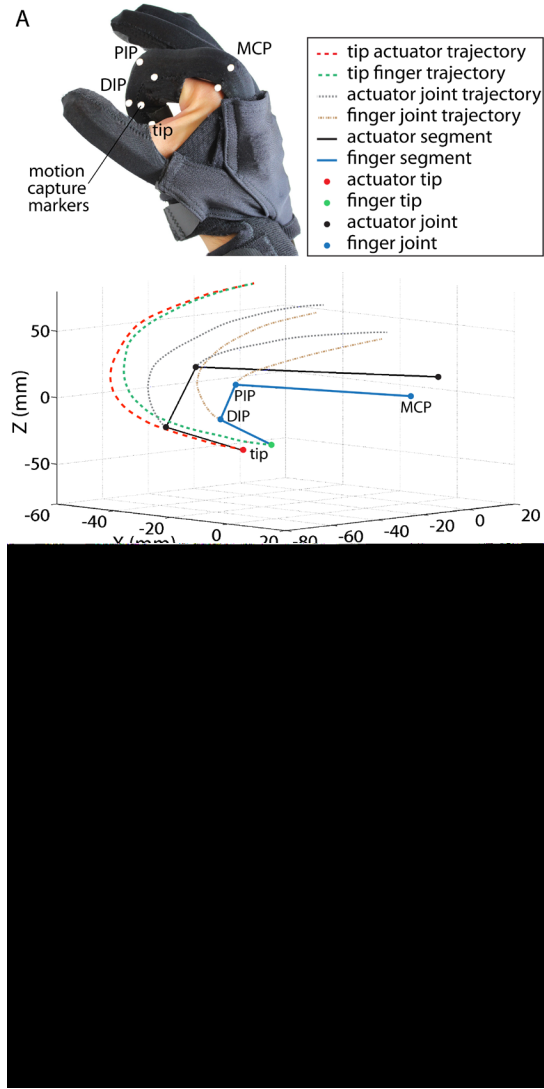 A
PIP
MCP
DIP
tip
motion
capture
markers
tip actuator trajectory
tip finger trajectory
actuator joint trajectory
finger joint trajectory
actuator segment
finger segment
actuator tip
finger tip
actuator joint
finger joint
Z (mm)
50
0
-50
PIP
DIP
MCP
tip
-60
-40
-20
0
20
-80
-60
-40
-20
0
20
(mm)